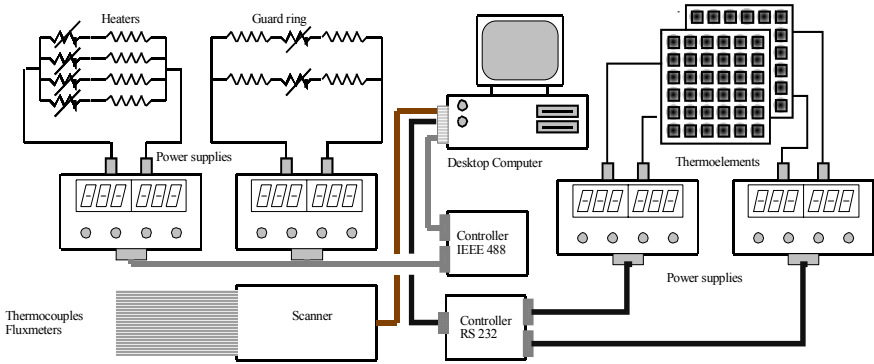 Heaters
Guard ring
Power supplies
Desktop Computer
Thermoelements
Controller
IEEE 488
Power supplies
Thermocouples
Fluxmeters
Scanner
Controller
RS 232